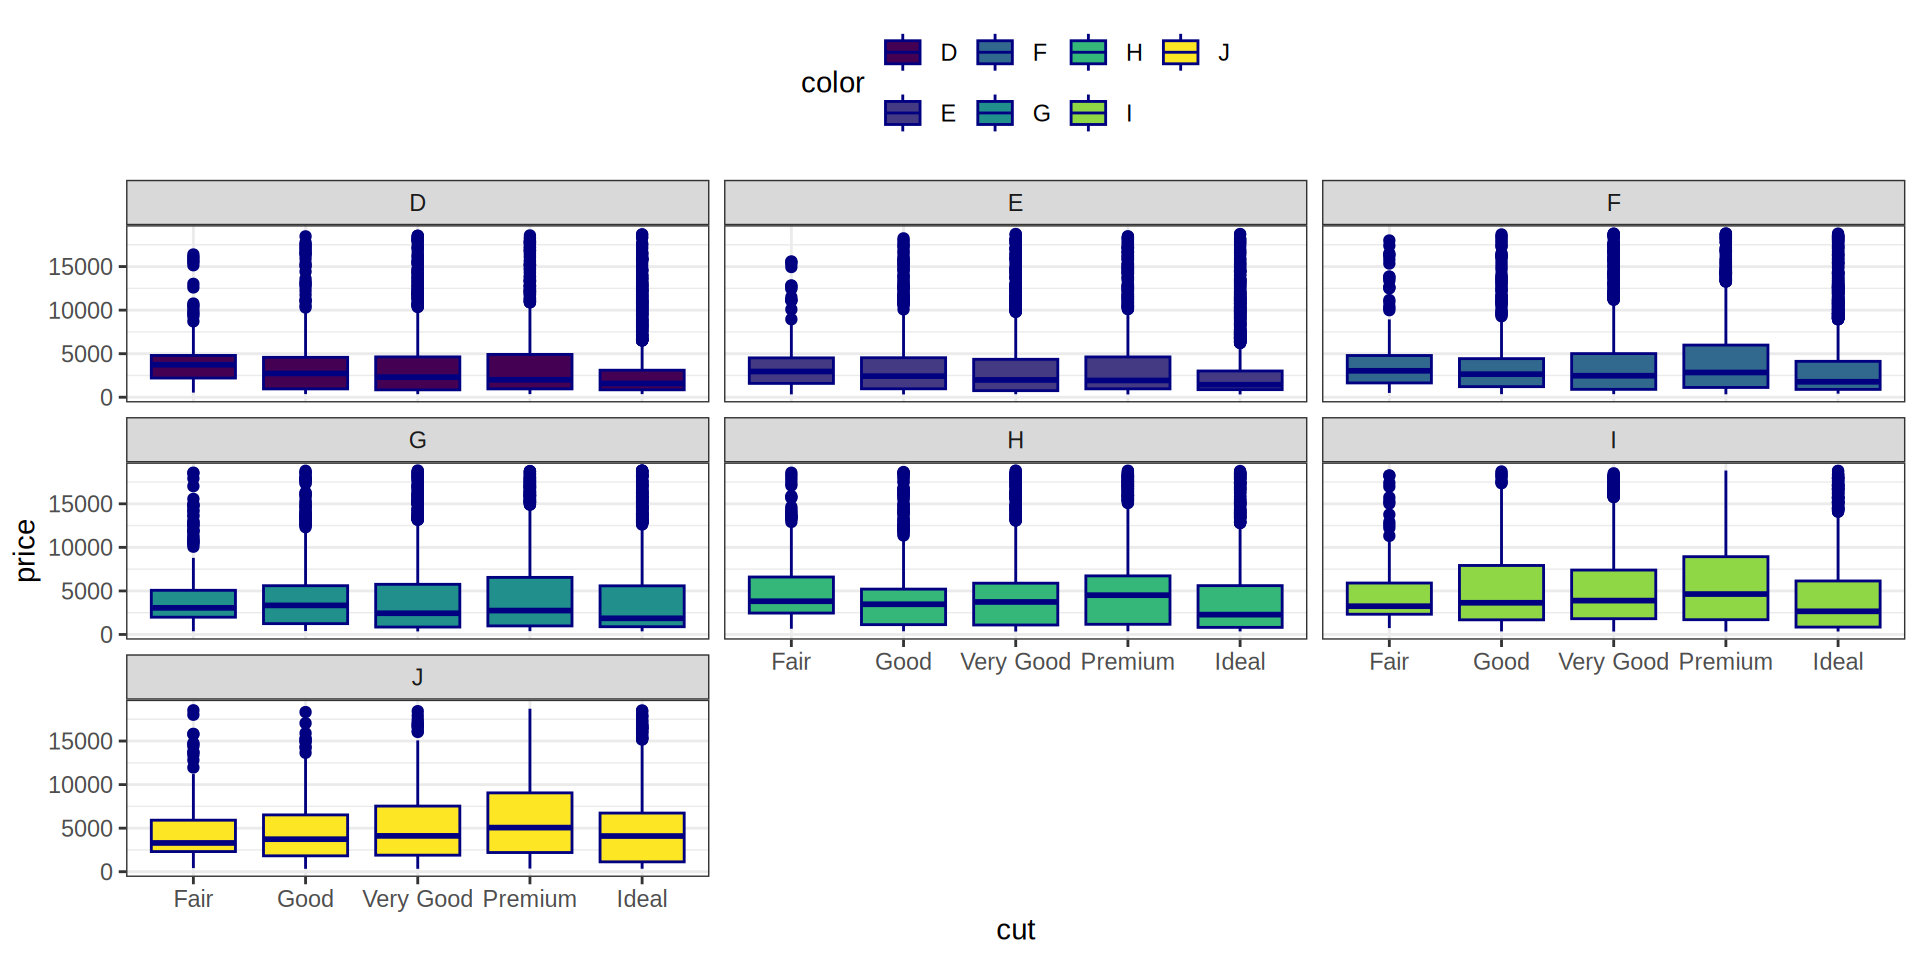 color
D F H J
E G I
D E F
15000
10000
5000
0
G H I
price
15000
10000
5000
0
Fair Good Very Good Premium Ideal Fair Good Very Good Premium Ideal
J
15000
10000
5000
0
Fair Good Very Good Premium Ideal
cut